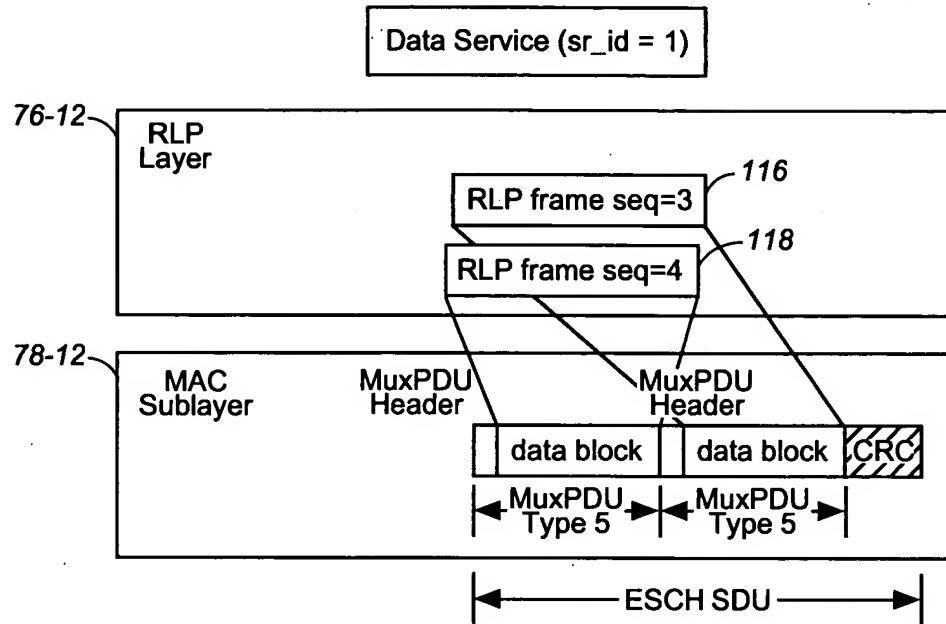 Data Service (sr_id = 1)
76-12
RLP
Layer
RLP frame seq=3
116
RLP frame seq=4
118
78-12
MAC
Sublayer
MuxPDU
Header
MuxPDU
Header
data block
data block
CRC
MuxPDU
Type 5
MuxPDU
Type 5
ESCH SDU